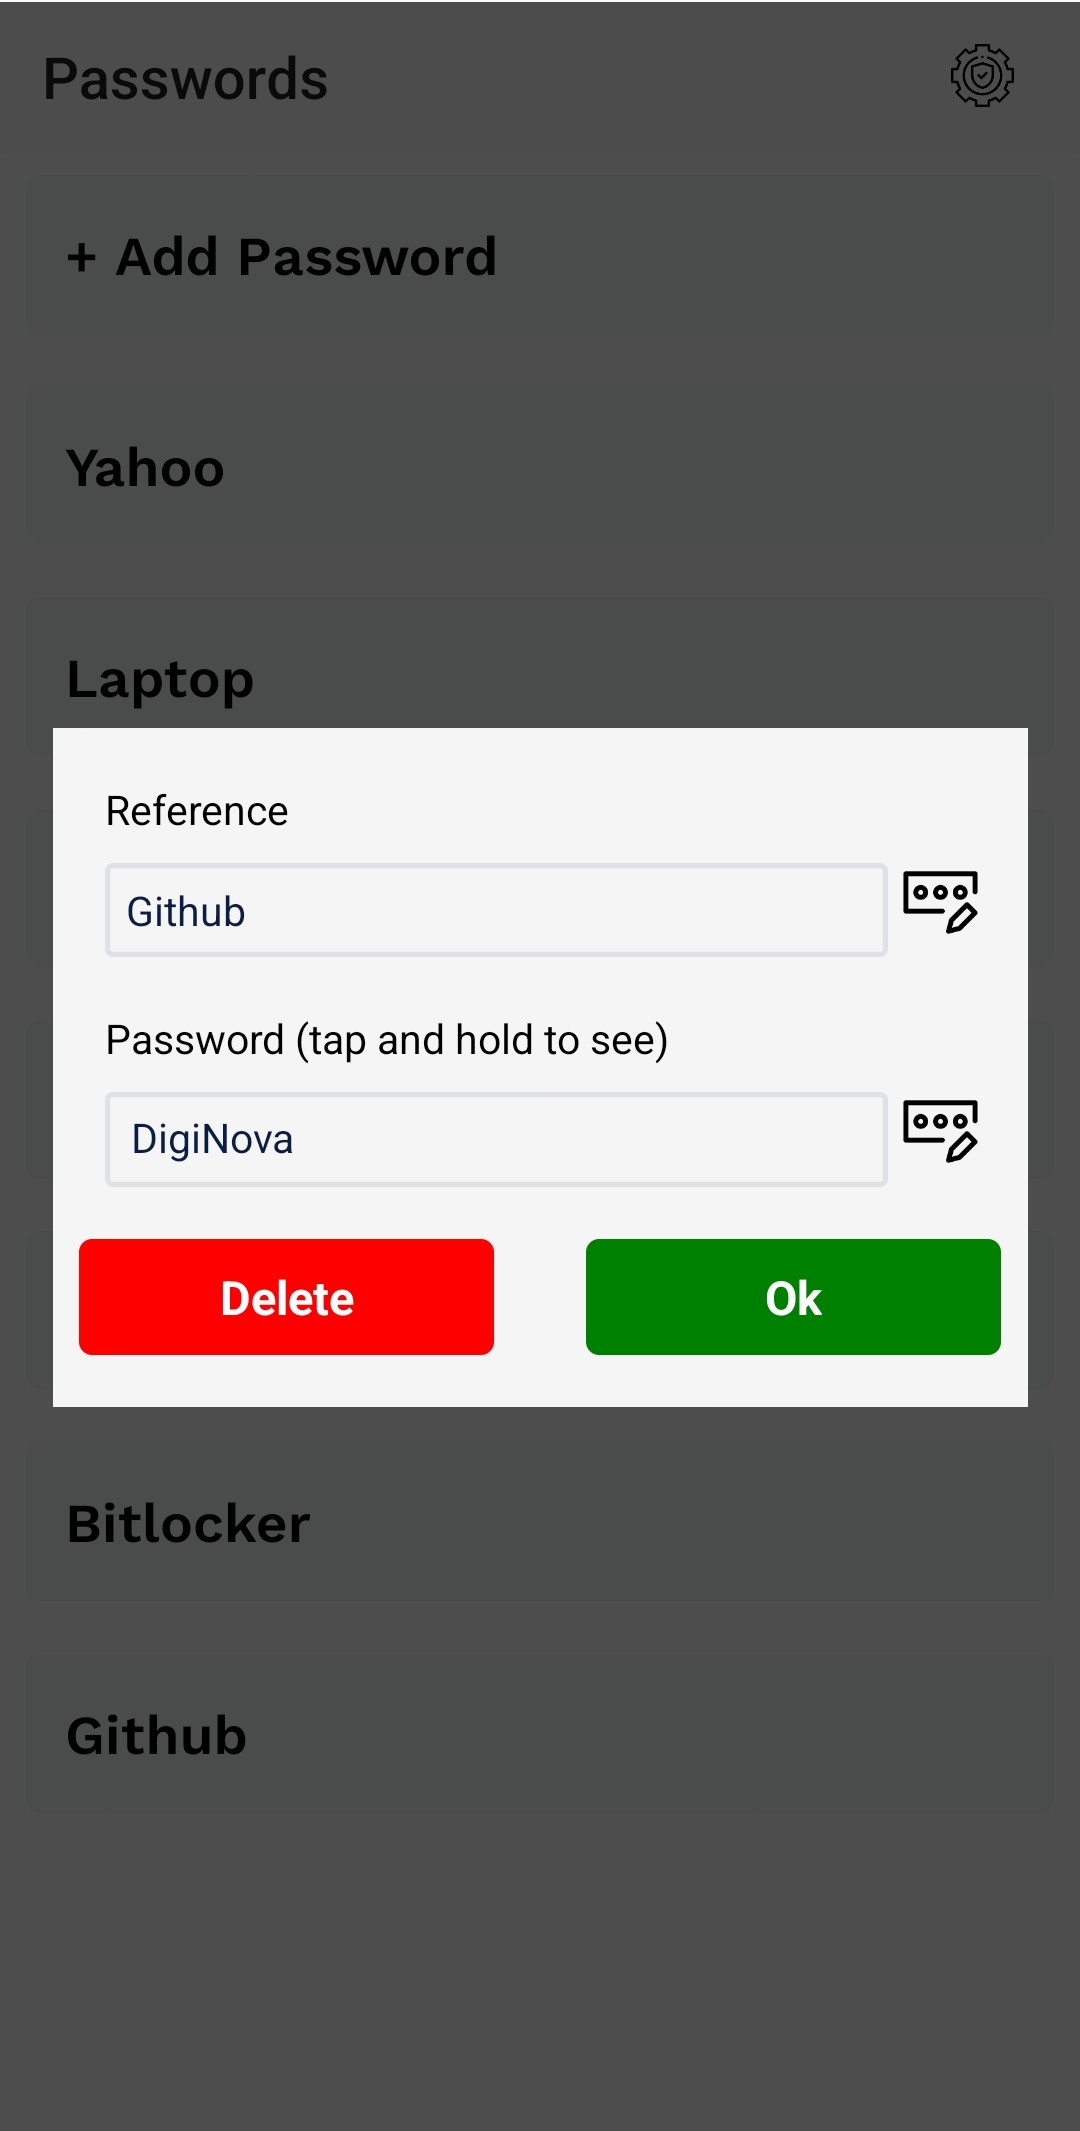 Passwords
+ Add Password
Yahoo
Laptop
Reference
Github
Password (tap and hold to see)
DigiNova
Delete
Ok
Bitlocker
Github